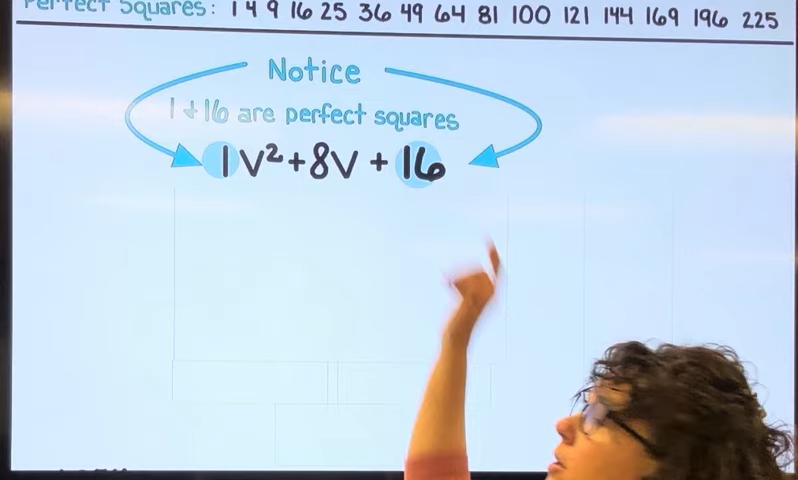 Perfect Squares: 1 4 9 16 25 36 49 64 81 100 121 144 169 196 225
Notice
1 + 16 are perfect squares
1v²+8v + 16